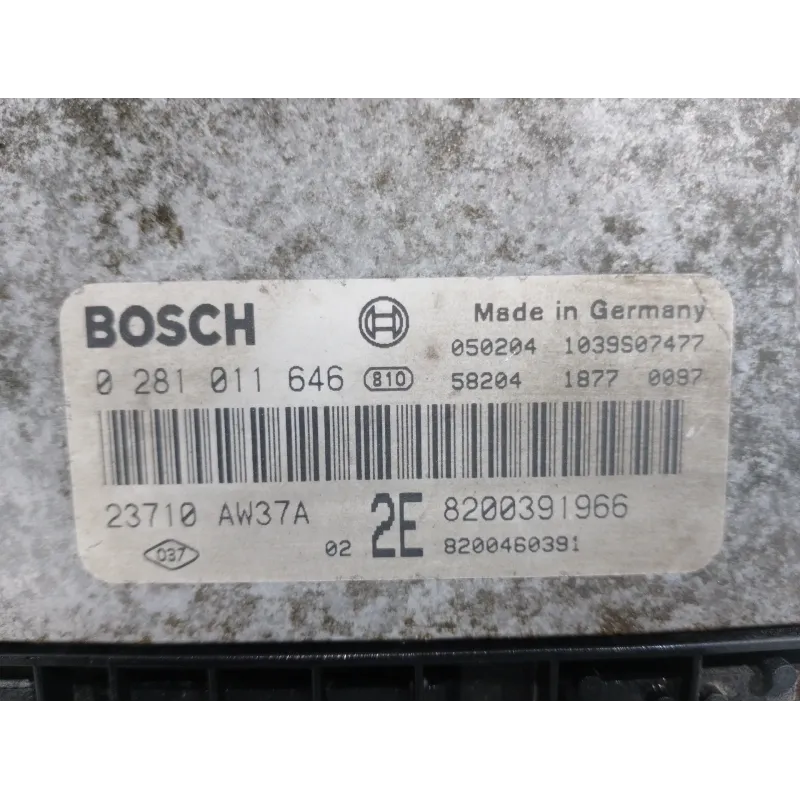 BOSCH
Made in Germany
050204 1039S07477
0 281 011 646 810 58204 1877 0097
23710 AW37A 2E 8200391966
037 02 8200460391